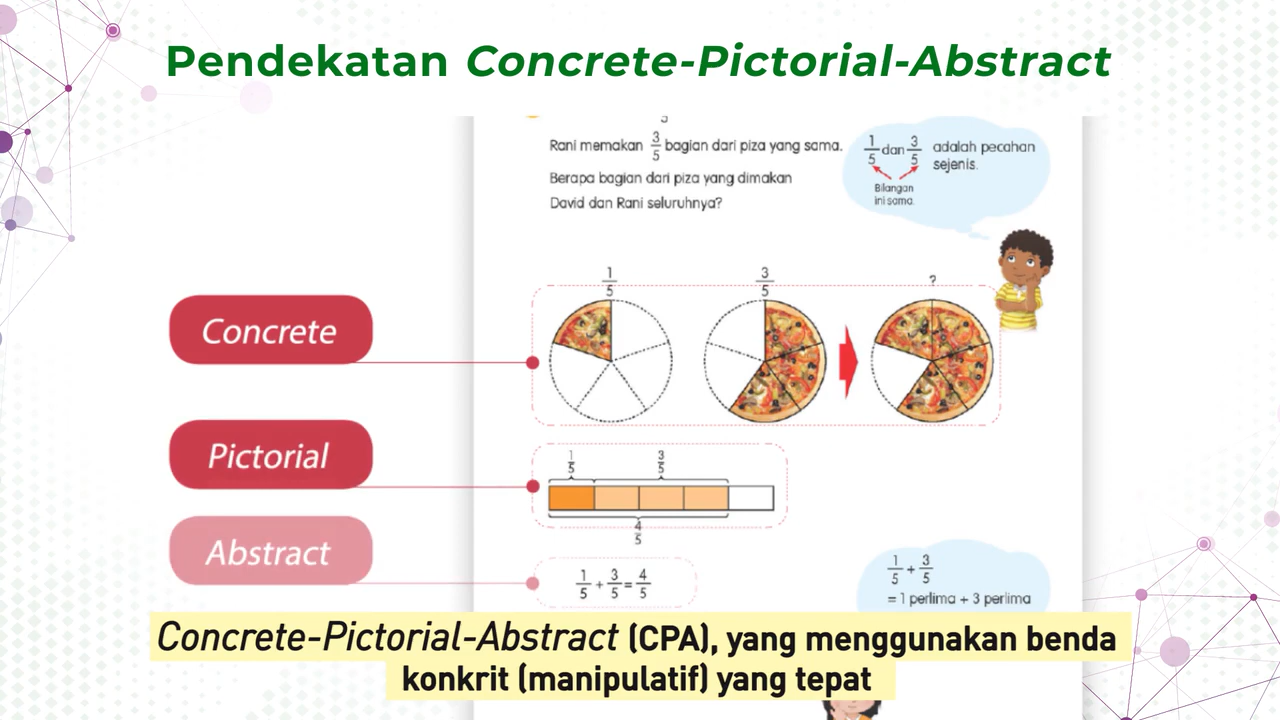 Pendekatan Concrete-Pictorial-Abstract
Rani memakan 3/5 bagian dari piza yang sama.
Berapa bagian dari piza yang dimakan
David dan Rani seluruhnya?
1/5 dan 3/5 adalah pecahan
sejenis.
Bilangan
ini sama.
Concrete
1/5
3/5
?
Pictorial
1/5
3/5
4/5
Abstract
1/5 + 3/5 = 4/5
1/5 + 3/5
= 1 perlima + 3 perlima
Concrete-Pictorial-Abstract (CPA), yang menggunakan benda
konkrit (manipulatif) yang tepat